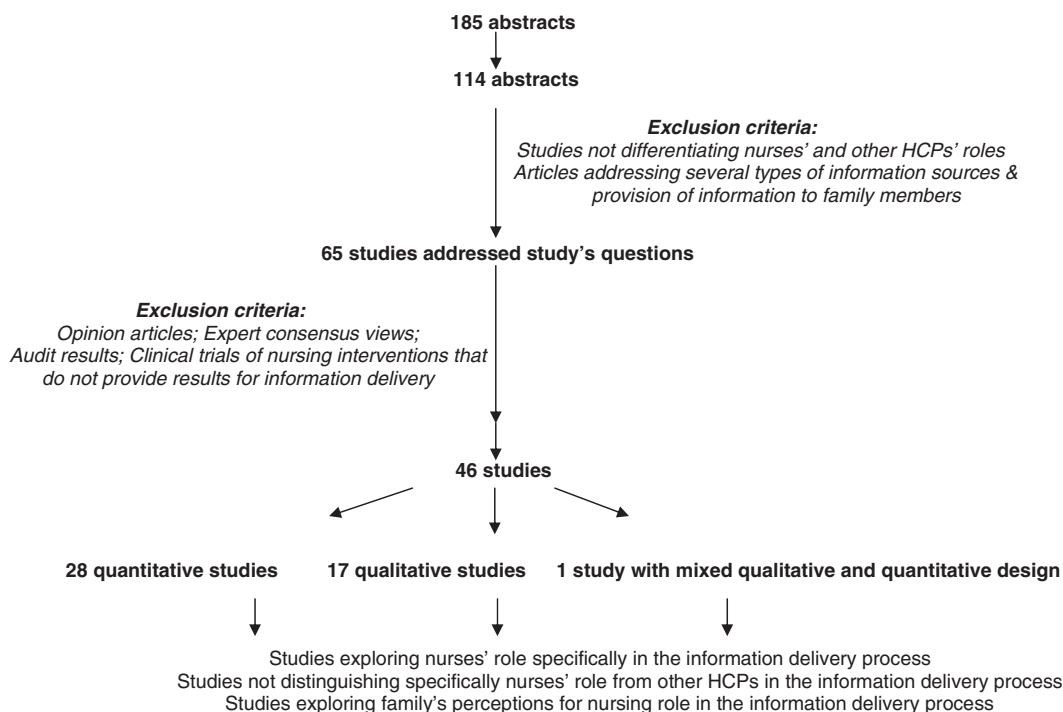 185 abstracts
114 abstracts
Exclusion criteria:
Studies not differentiating nurses’ and other HCPs’ roles
Articles addressing several types of information sources &
provision of information to family members
65 studies addressed study’s questions
Exclusion criteria:
Opinion articles; Expert consensus views;
Audit results; Clinical trials of nursing interventions that
do not provide results for information delivery
46 studies
28 quantitative studies
17 qualitative studies
1 study with mixed qualitative and quantitative design
Studies exploring nurses’ role specifically in the information delivery process
Studies not distinguishing specifically nurses’ role from other HCPs in the information delivery process
Studies exploring family’s perceptions for nursing role in the information delivery process